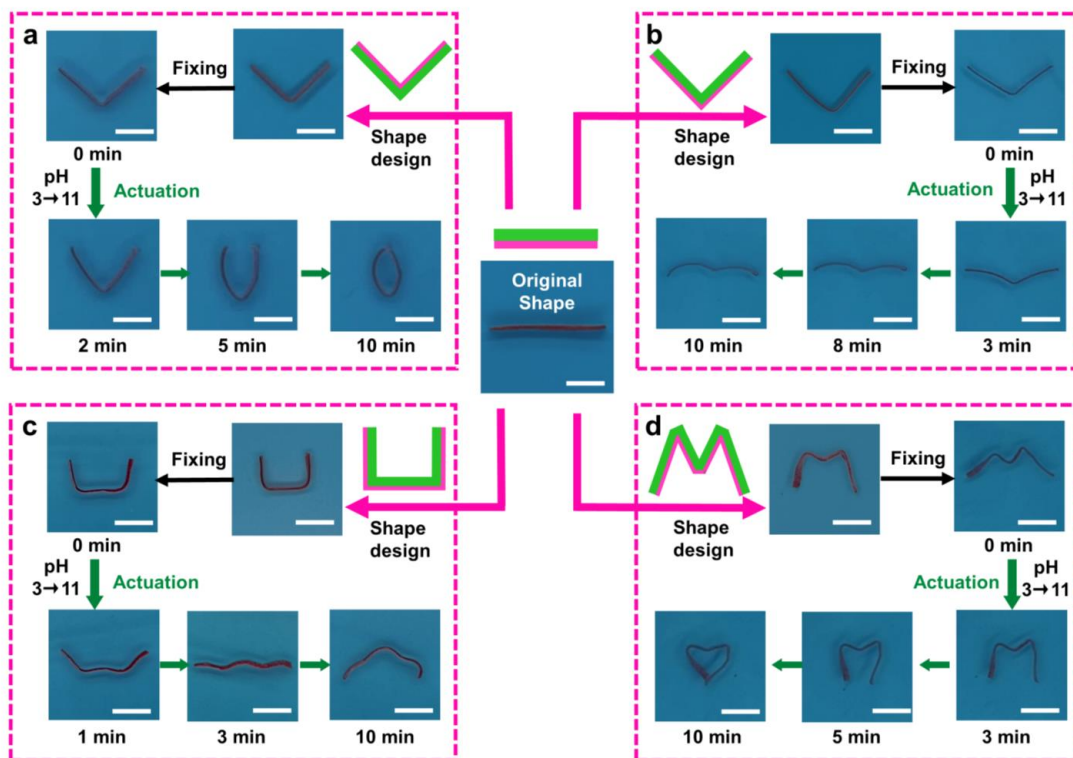 a
Fixing
0 min
Shape
design
pH
3→11
Actuation
2 min
5 min
10 min
b
Fixing
Shape
design
0 min
pH
3→11
Actuation
10 min
8 min
3 min
Original
Shape
c
Fixing
0 min
Shape
design
pH
3→11
Actuation
1 min
3 min
10 min
d
Fixing
Shape
design
0 min
pH
3→11
Actuation
10 min
5 min
3 min